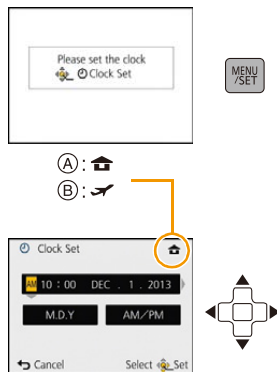 Please set the clock
Clock Set
MENU
/SET
Ⓐ:
Ⓑ:
Clock Set
AM 10 : 00 DEC . 1 . 2013
M.D.Y AM/PM
Cancel Select Set